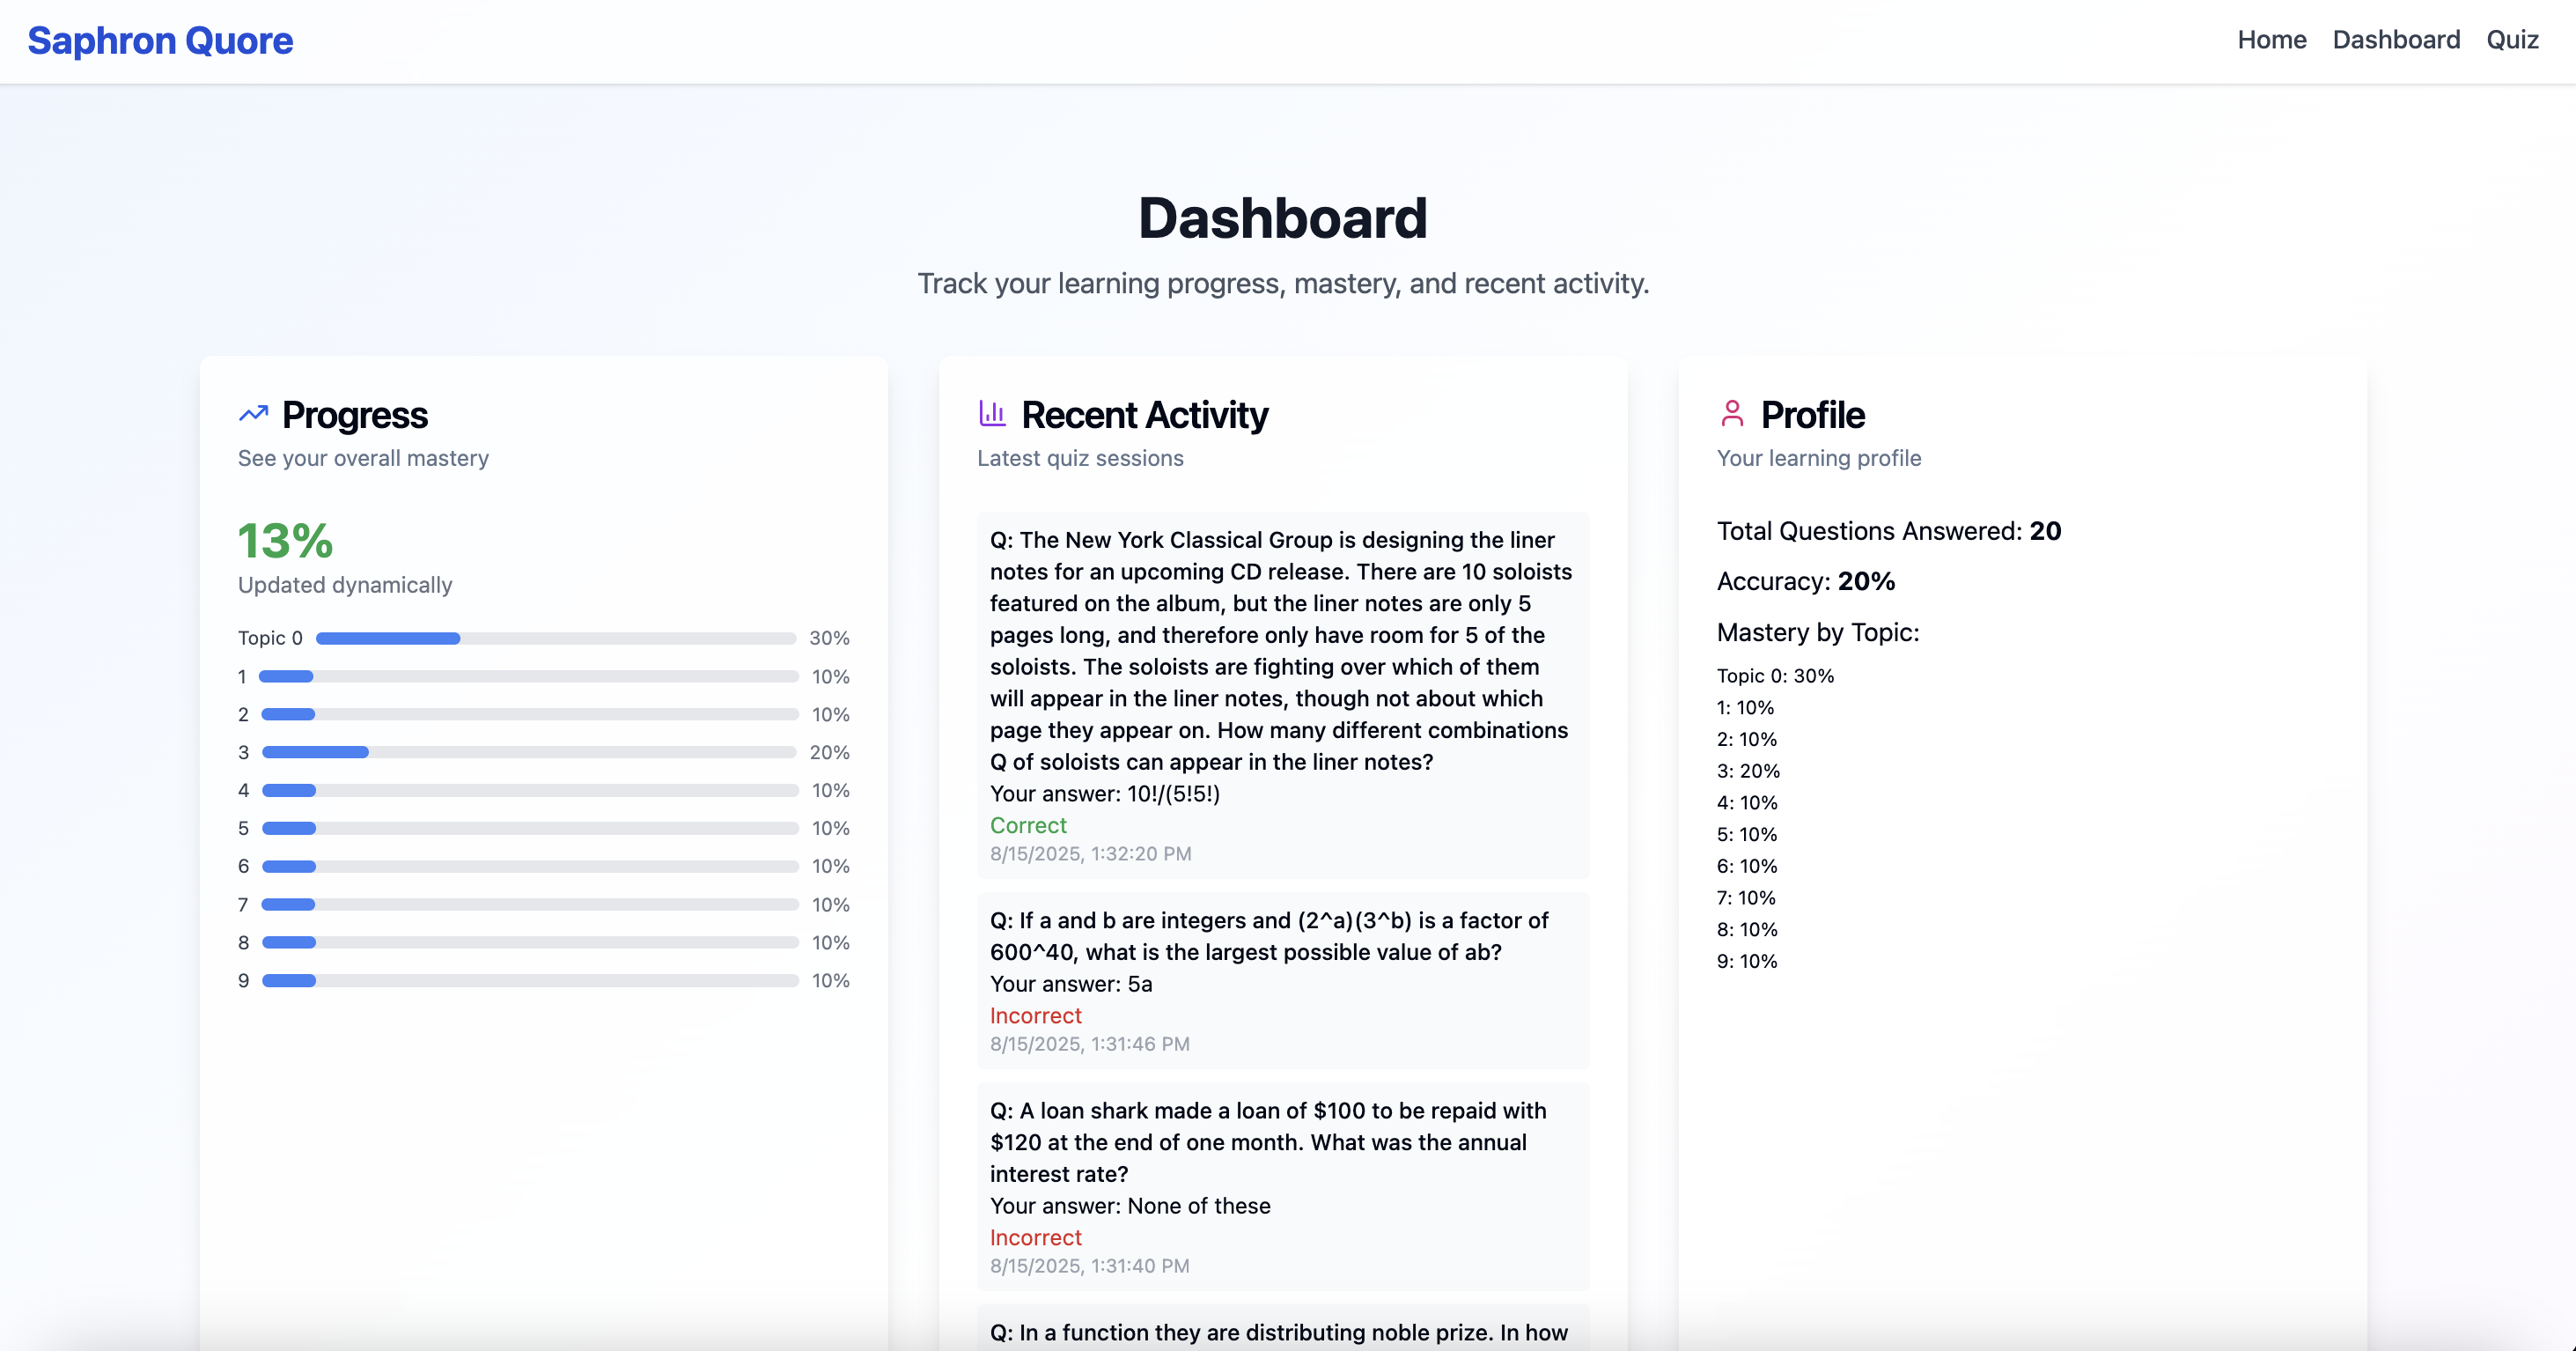 Saphron Quore
Home Dashboard Quiz
Dashboard
Track your learning progress, mastery, and recent activity.
Progress
See your overall mastery
13%
Updated dynamically
Topic 0 30%
1 10%
2 10%
3 20%
4 10%
5 10%
6 10%
7 10%
8 10%
9 10%
Recent Activity
Latest quiz sessions
Q: The New York Classical Group is designing the liner
notes for an upcoming CD release. There are 10 soloists
featured on the album, but the liner notes are only 5
pages long, and therefore only have room for 5 of the
soloists. The soloists are fighting over which of them
will appear in the liner notes, though not about which
page they appear on. How many different combinations
Q of soloists can appear in the liner notes?
Your answer: 10!/(5!5!)
Correct
8/15/2025, 1:32:20 PM
Q: If a and b are integers and (2^a)(3^b) is a factor of
600^40, what is the largest possible value of ab?
Your answer: 5a
Incorrect
8/15/2025, 1:31:46 PM
Q: A loan shark made a loan of $100 to be repaid with
$120 at the end of one month. What was the annual
interest rate?
Your answer: None of these
Incorrect
8/15/2025, 1:31:40 PM
Q: In a function they are distributing noble prize. In how
Profile
Your learning profile
Total Questions Answered: 20
Accuracy: 20%
Mastery by Topic:
Topic 0: 30%
1: 10%
2: 10%
3: 20%
4: 10%
5: 10%
6: 10%
7: 10%
8: 10%
9: 10%